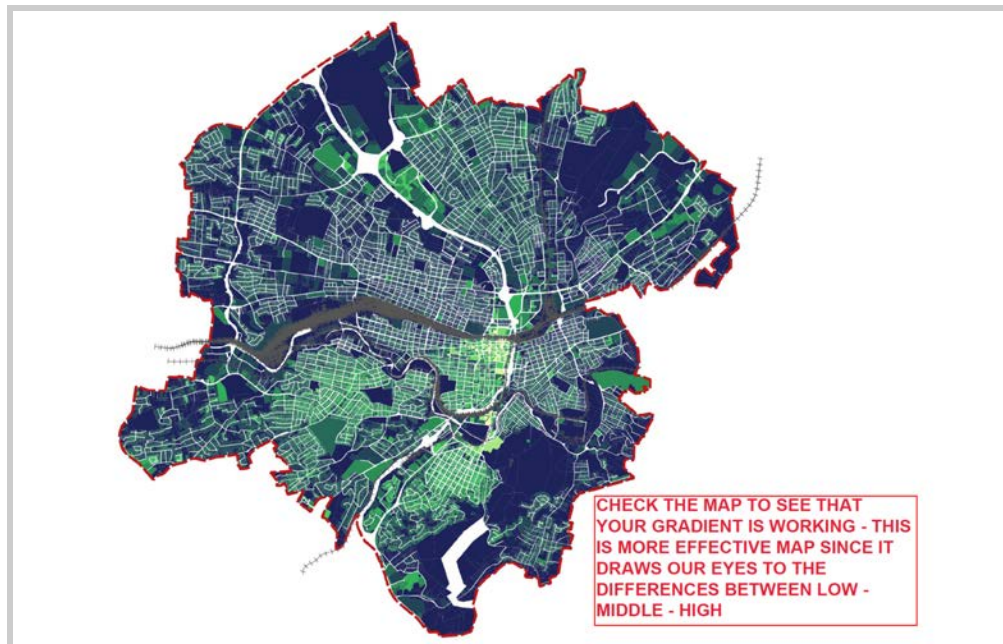 CHECK THE MAP TO SEE THAT
YOUR GRADIENT IS WORKING - THIS
IS MORE EFFECTIVE MAP SINCE IT
DRAWS OUR EYES TO THE
DIFFERENCES BETWEEN LOW -
MIDDLE - HIGH